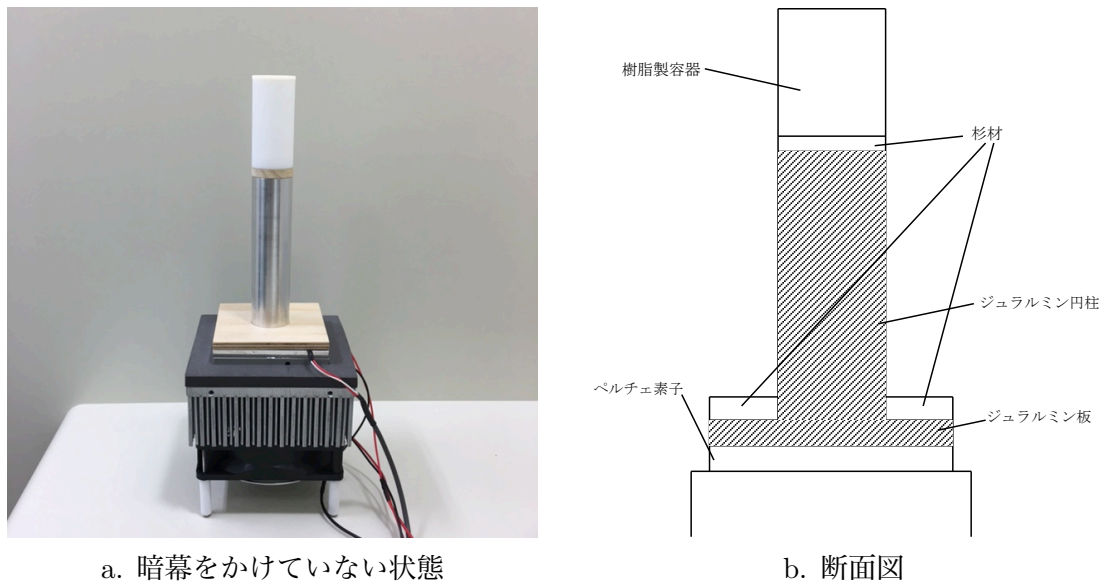 樹脂製容器
杉材
ジュラルミン円柱
ペルチェ素子
ジュラルミン板
a. 暗幕をかけていない状態
b. 断面図